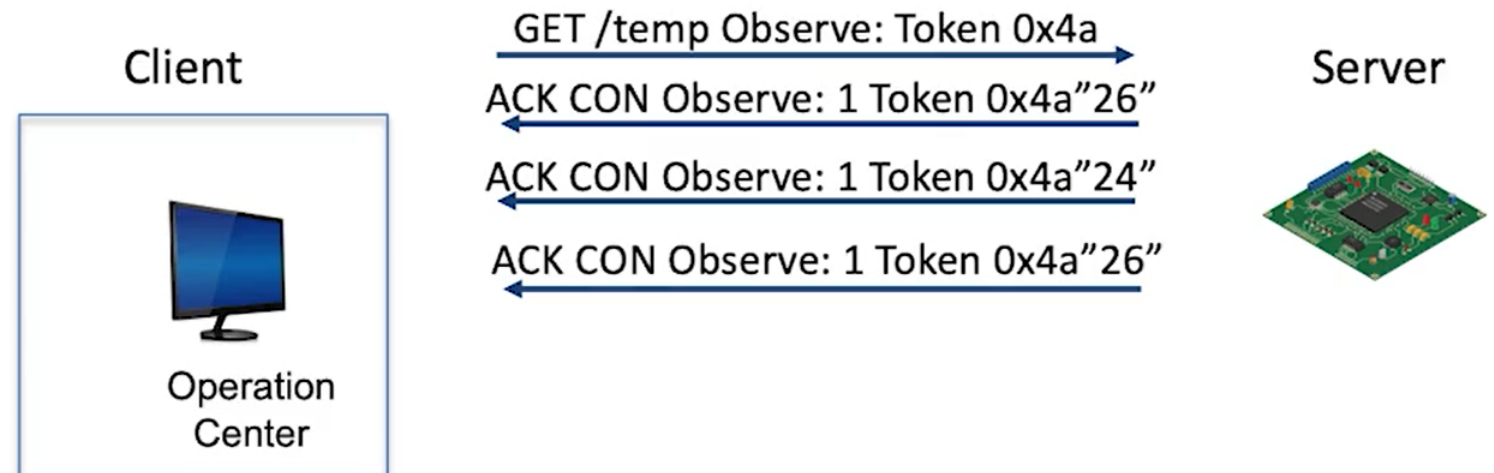 GET /temp Observe: Token 0x4a
Client
Server
ACK CON Observe: 1 Token 0x4a”26”
ACK CON Observe: 1 Token 0x4a”24”
ACK CON Observe: 1 Token 0x4a”26”
Operation
Center